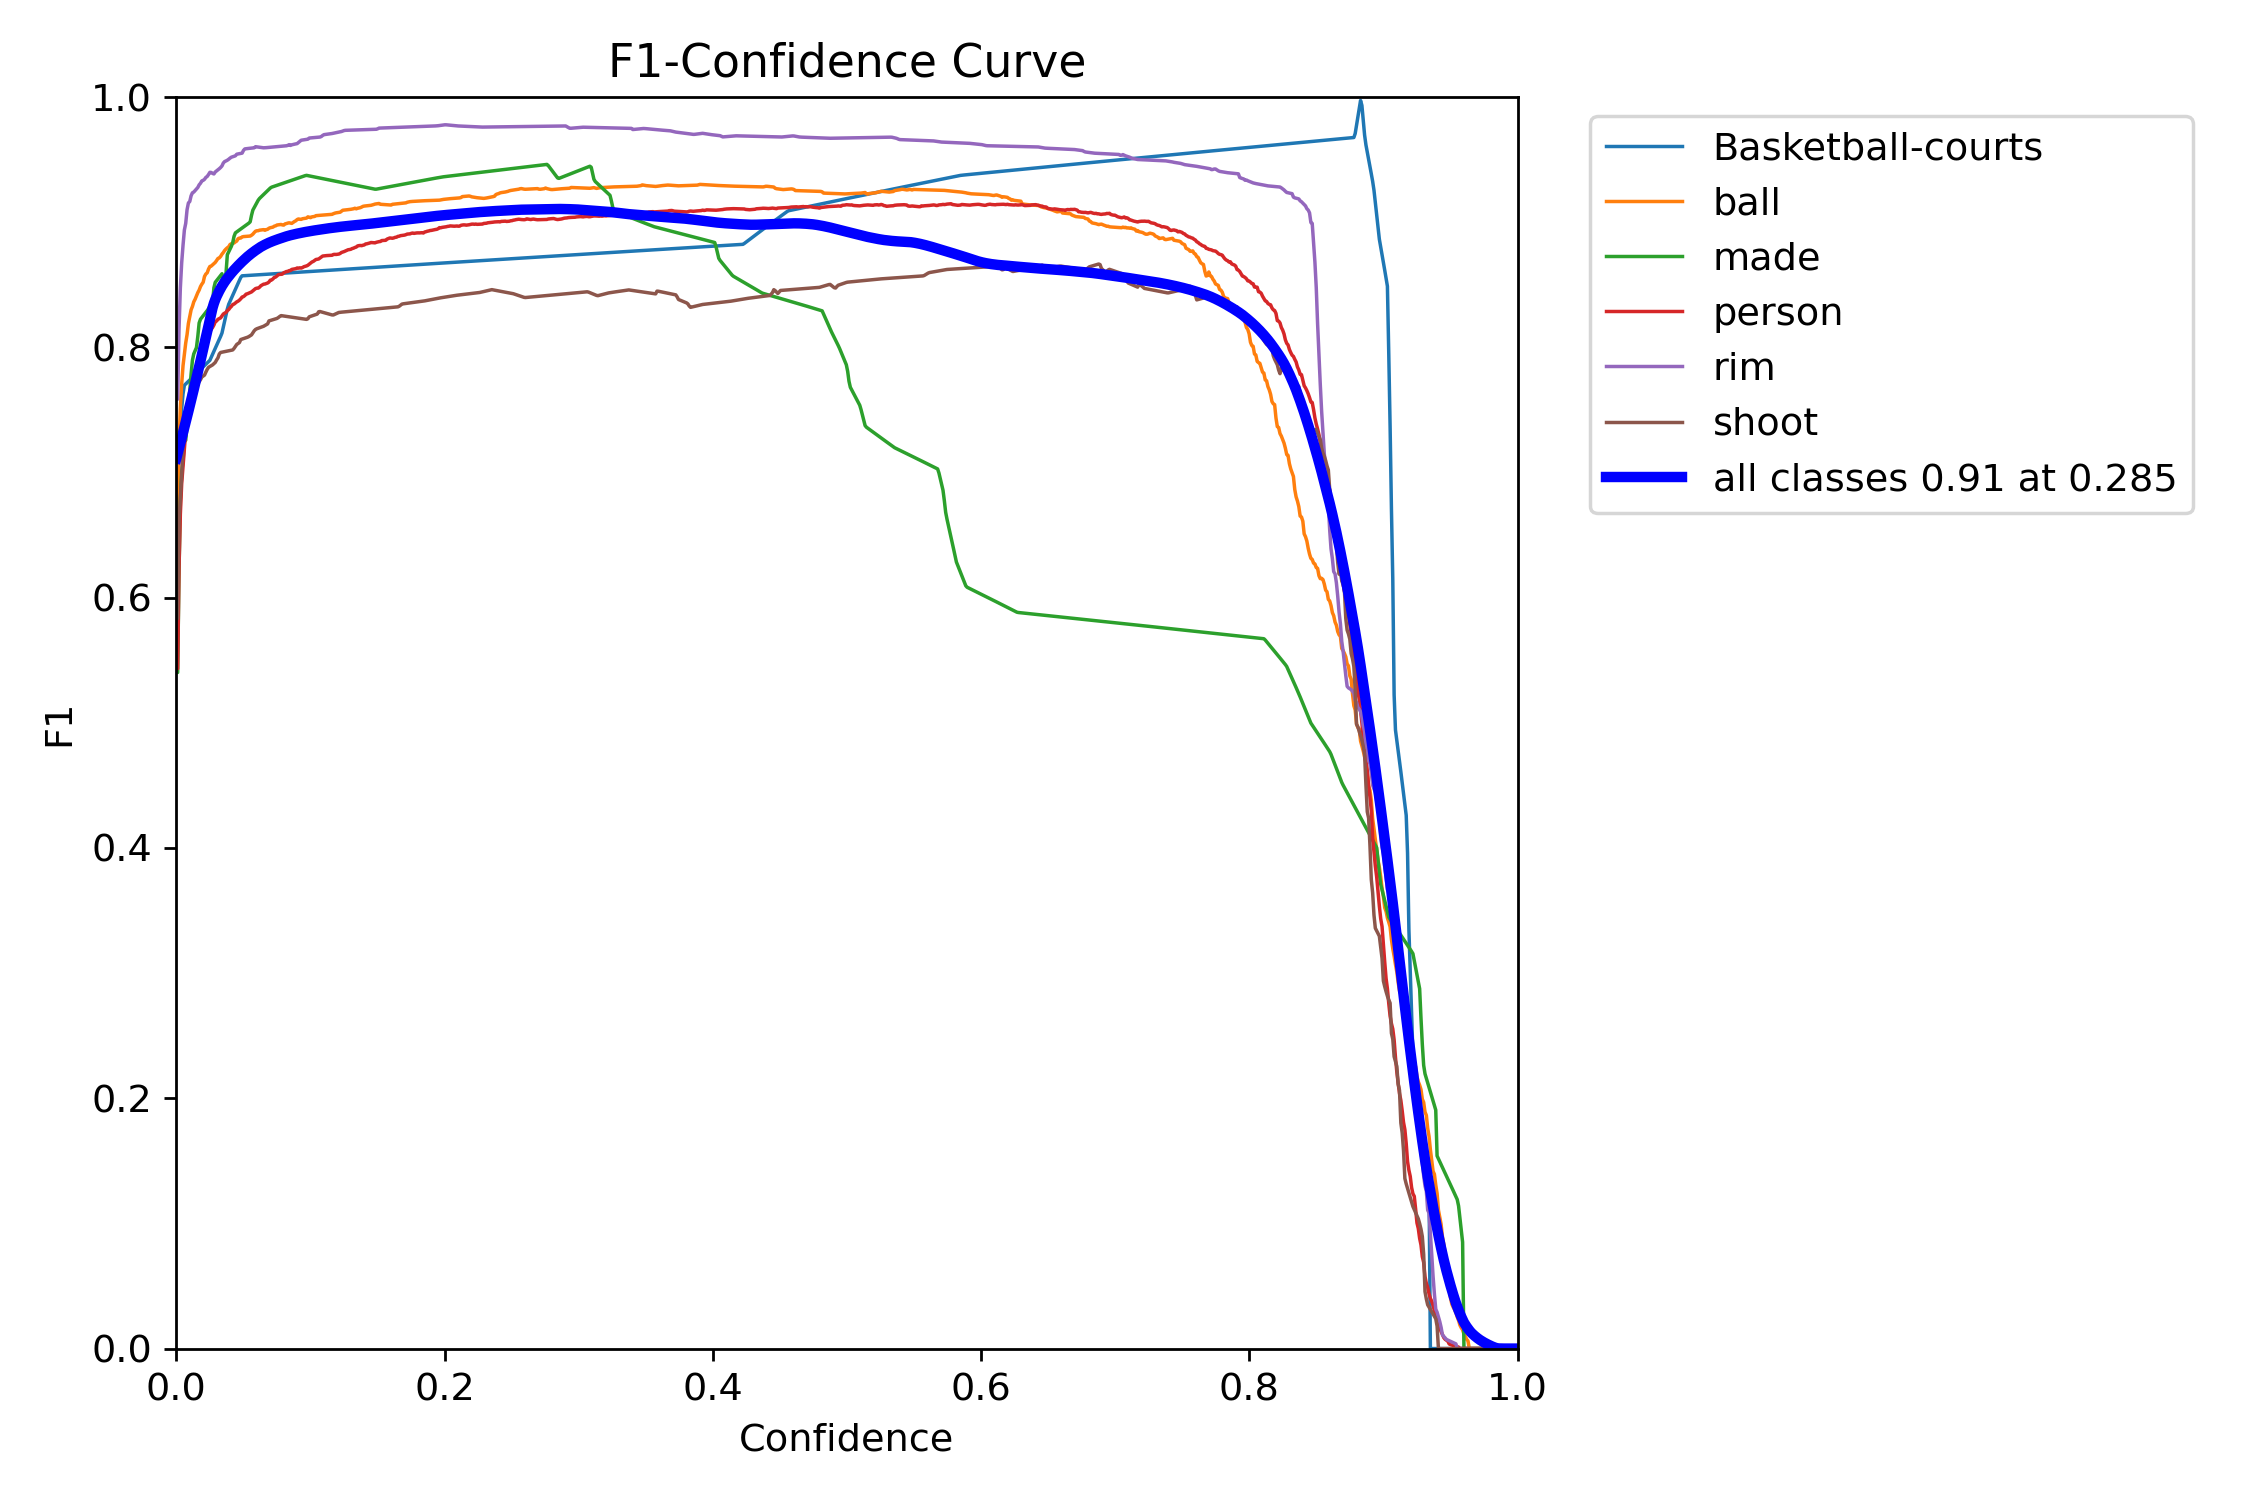 F1-Confidence Curve
1.0
0.8
0.6
0.4
0.2
0.0
F1
0.0 0.2 0.4 0.6 0.8 1.0
Confidence
Basketball-courts
ball
made
person
rim
shoot
all classes 0.91 at 0.285